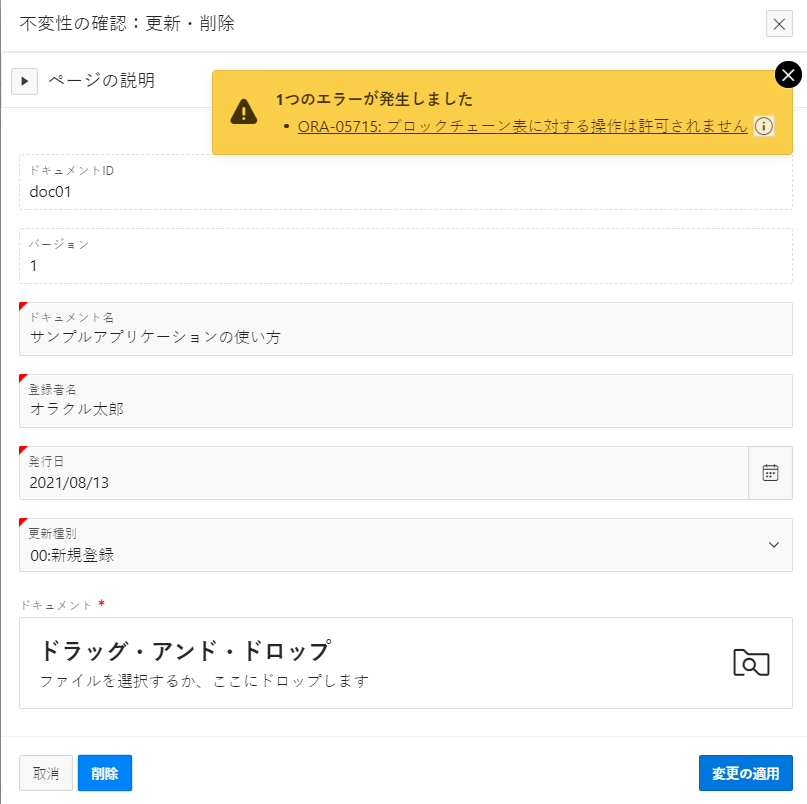 不変性の確認：更新・削除
ページの説明
1つのエラーが発生しました
• ORA-05715: ブロックチェーン表に対する操作は許可されません
ドキュメントID
doc01
バージョン
1
ドキュメント名
サンプルアプリケーションの使い方
登録者名
オラクル太郎
発行日
2021/08/13
更新種別
00:新規登録
ドキュメント *
ドラッグ・アンド・ドロップ
ファイルを選択するか、ここにドロップします
取消 削除 変更の適用